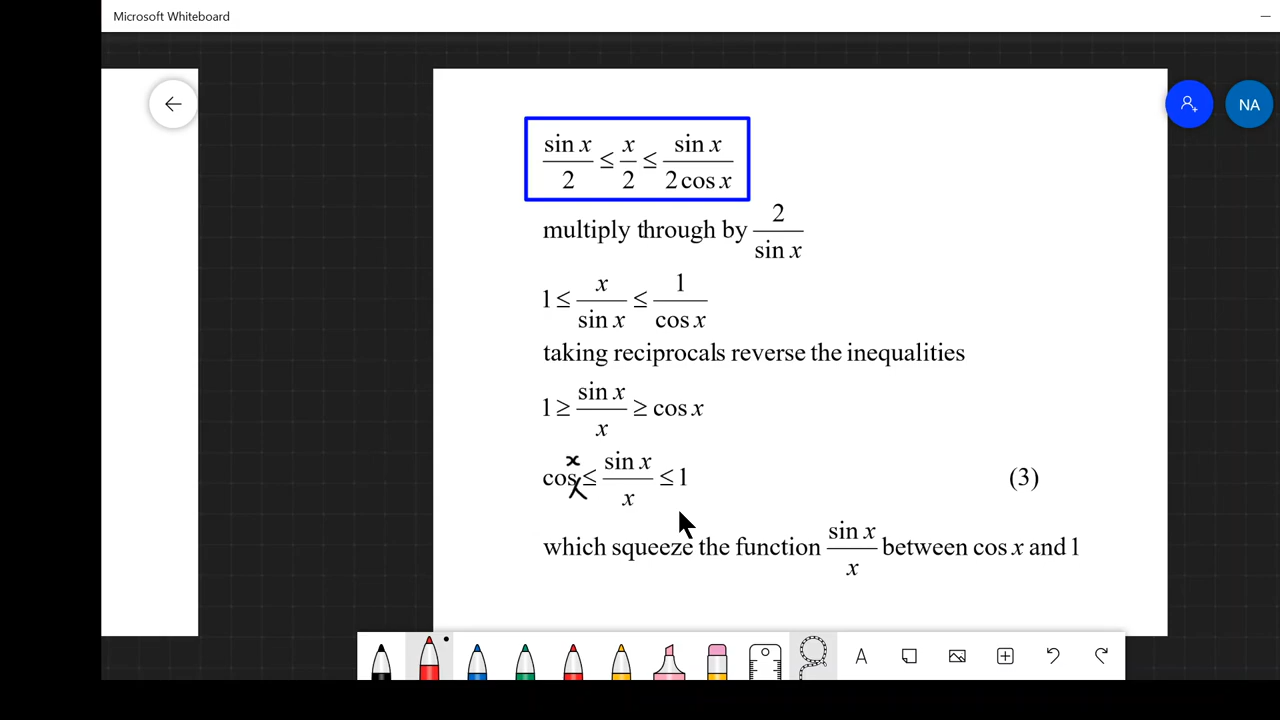 Microsoft Whiteboard
NA
sin x / 2 ≤ x / 2 ≤ sin x / 2 cos x
multiply through by 2 / sin x
1 ≤ x / sin x ≤ 1 / cos x
taking reciprocals reverse the inequalities
1 ≥ sin x / x ≥ cos x
cos x ≤ sin x / x ≤ 1 (3)
which squeeze the function sin x / x between cos x and 1
A